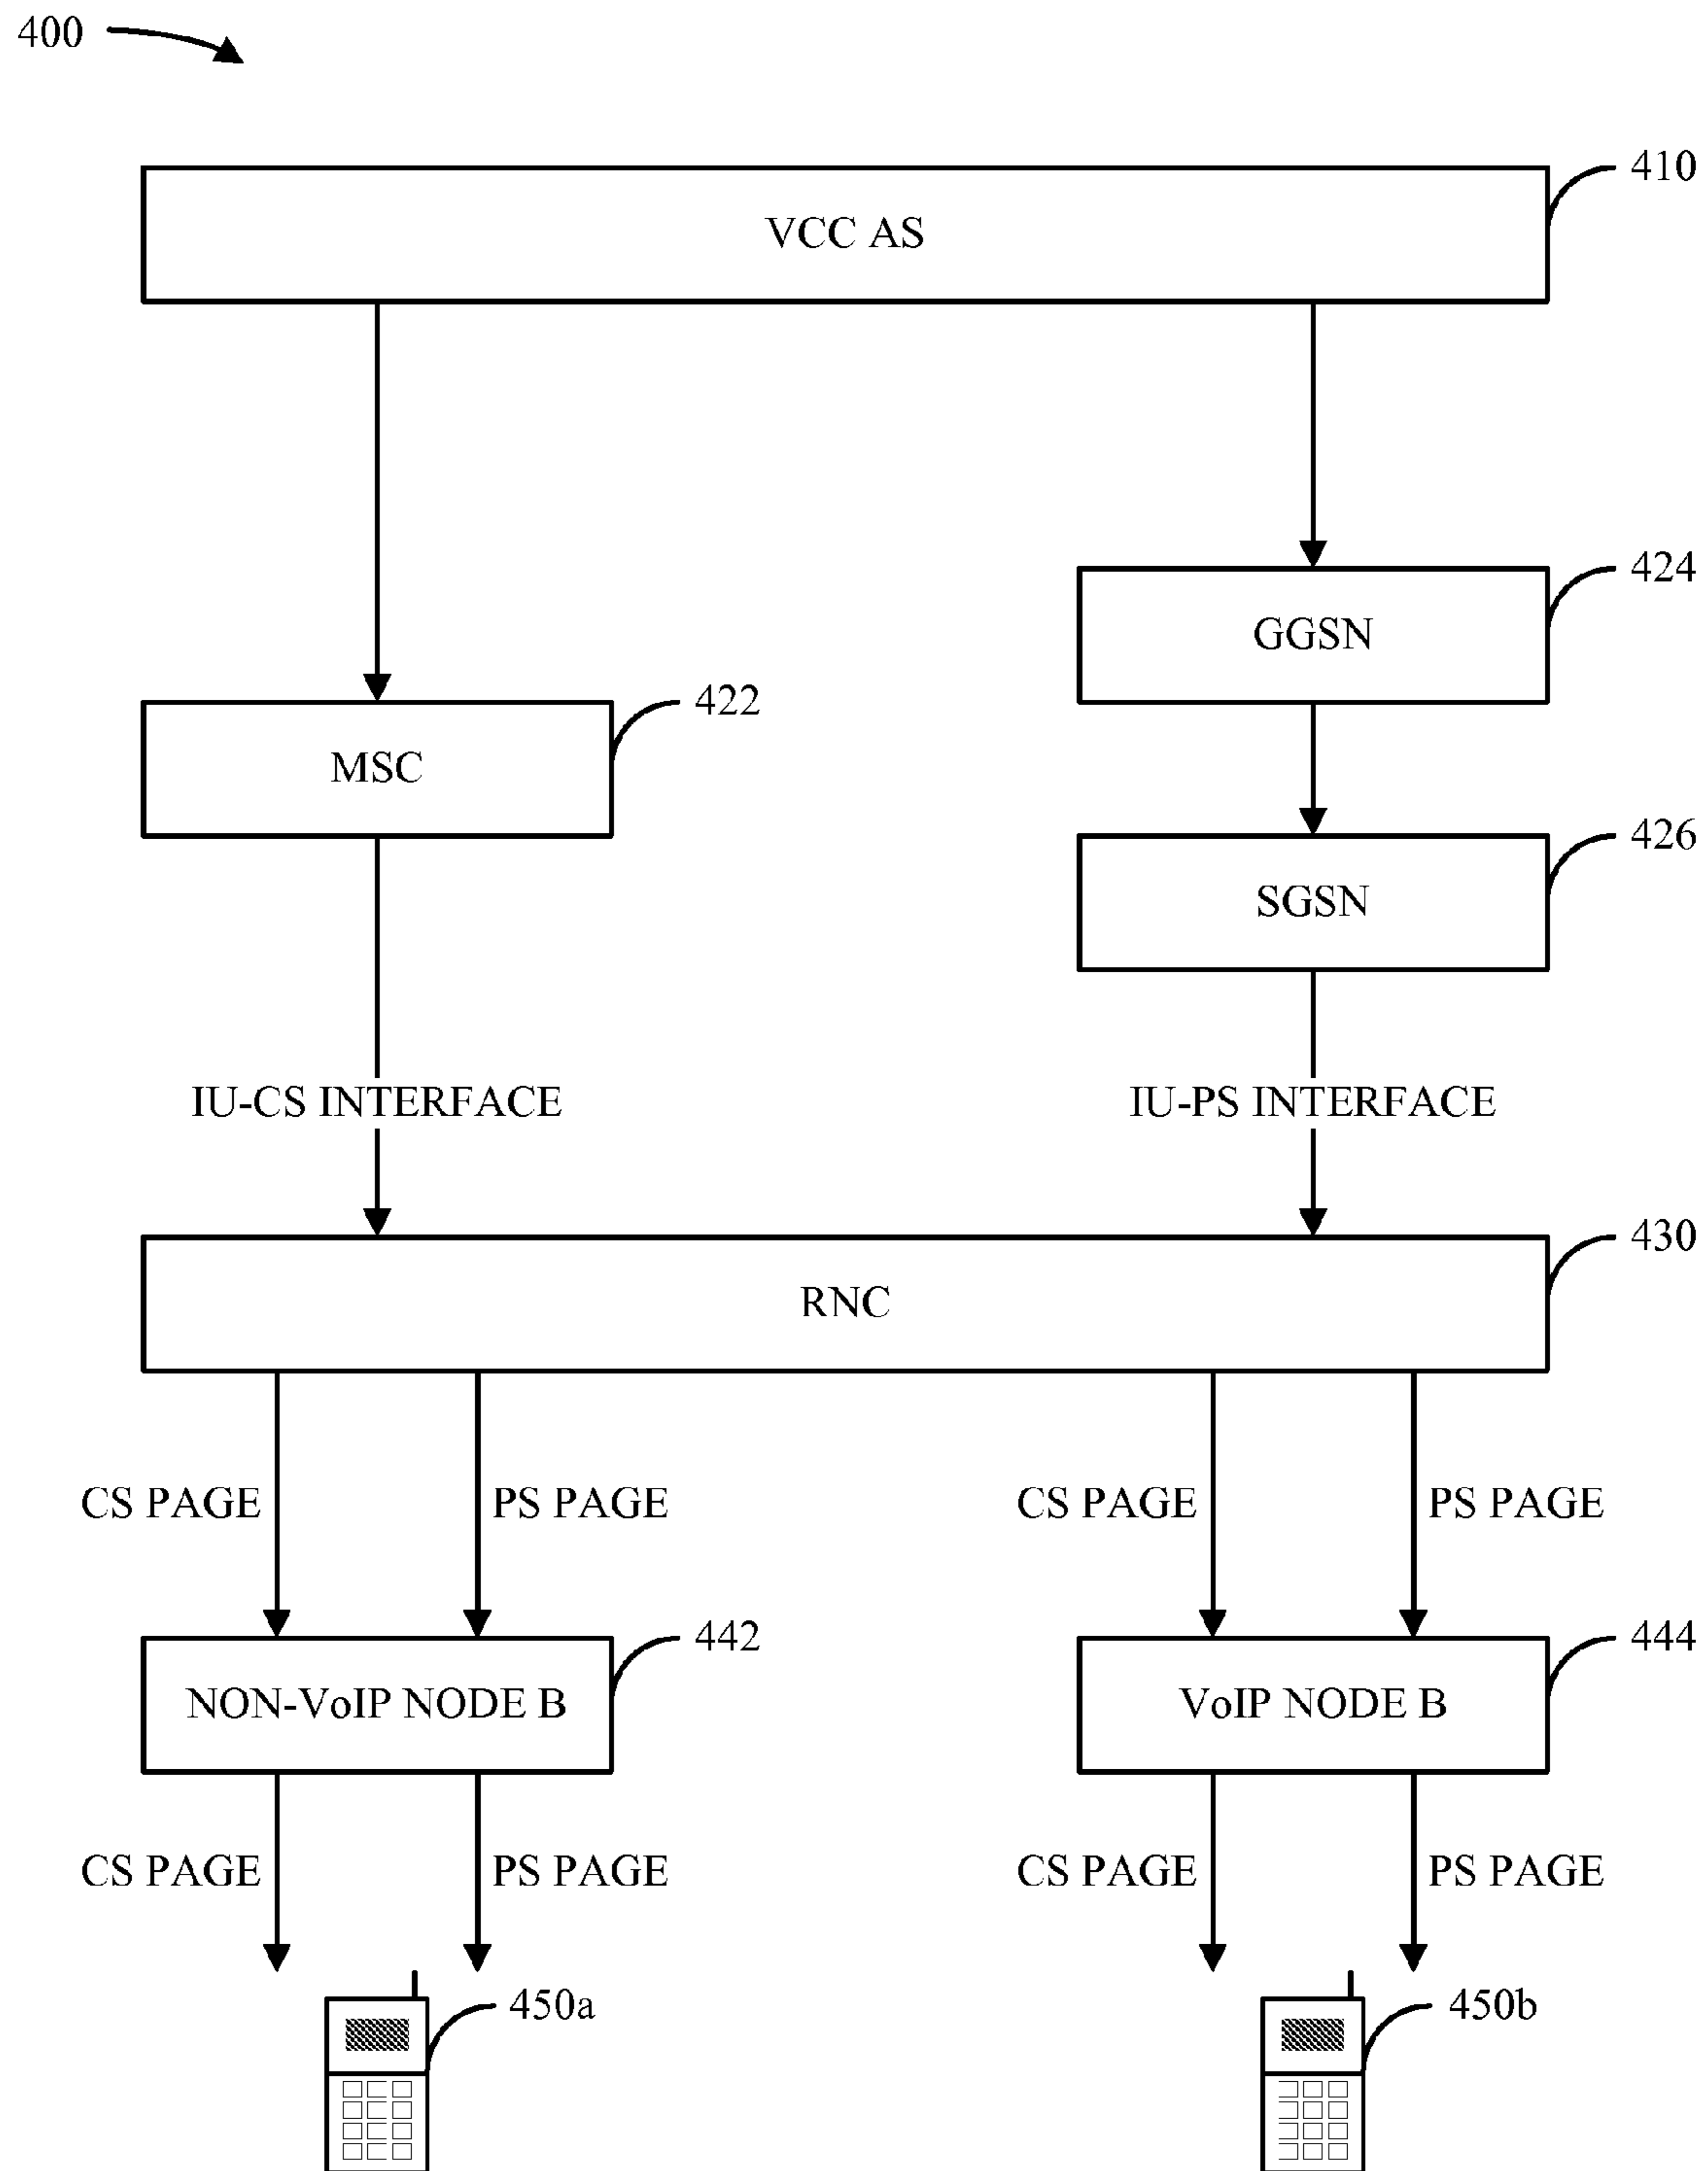 400
410
VCC AS
424
GGSN
422
MSC
426
SGSN
IU-CS INTERFACE
IU-PS INTERFACE
430
RNC
CS PAGE
PS PAGE
CS PAGE
PS PAGE
442
444
NON-VoIP NODE B
VoIP NODE B
CS PAGE
PS PAGE
CS PAGE
PS PAGE
450a
450b